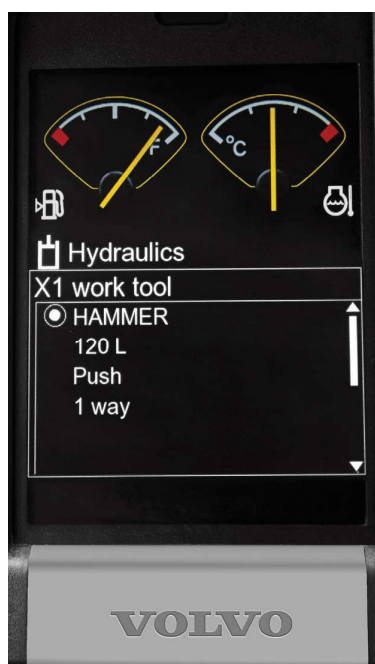 F
°C
Hydraulics
X1 work tool
HAMMER
120 L
Push
1 way
VOLVO